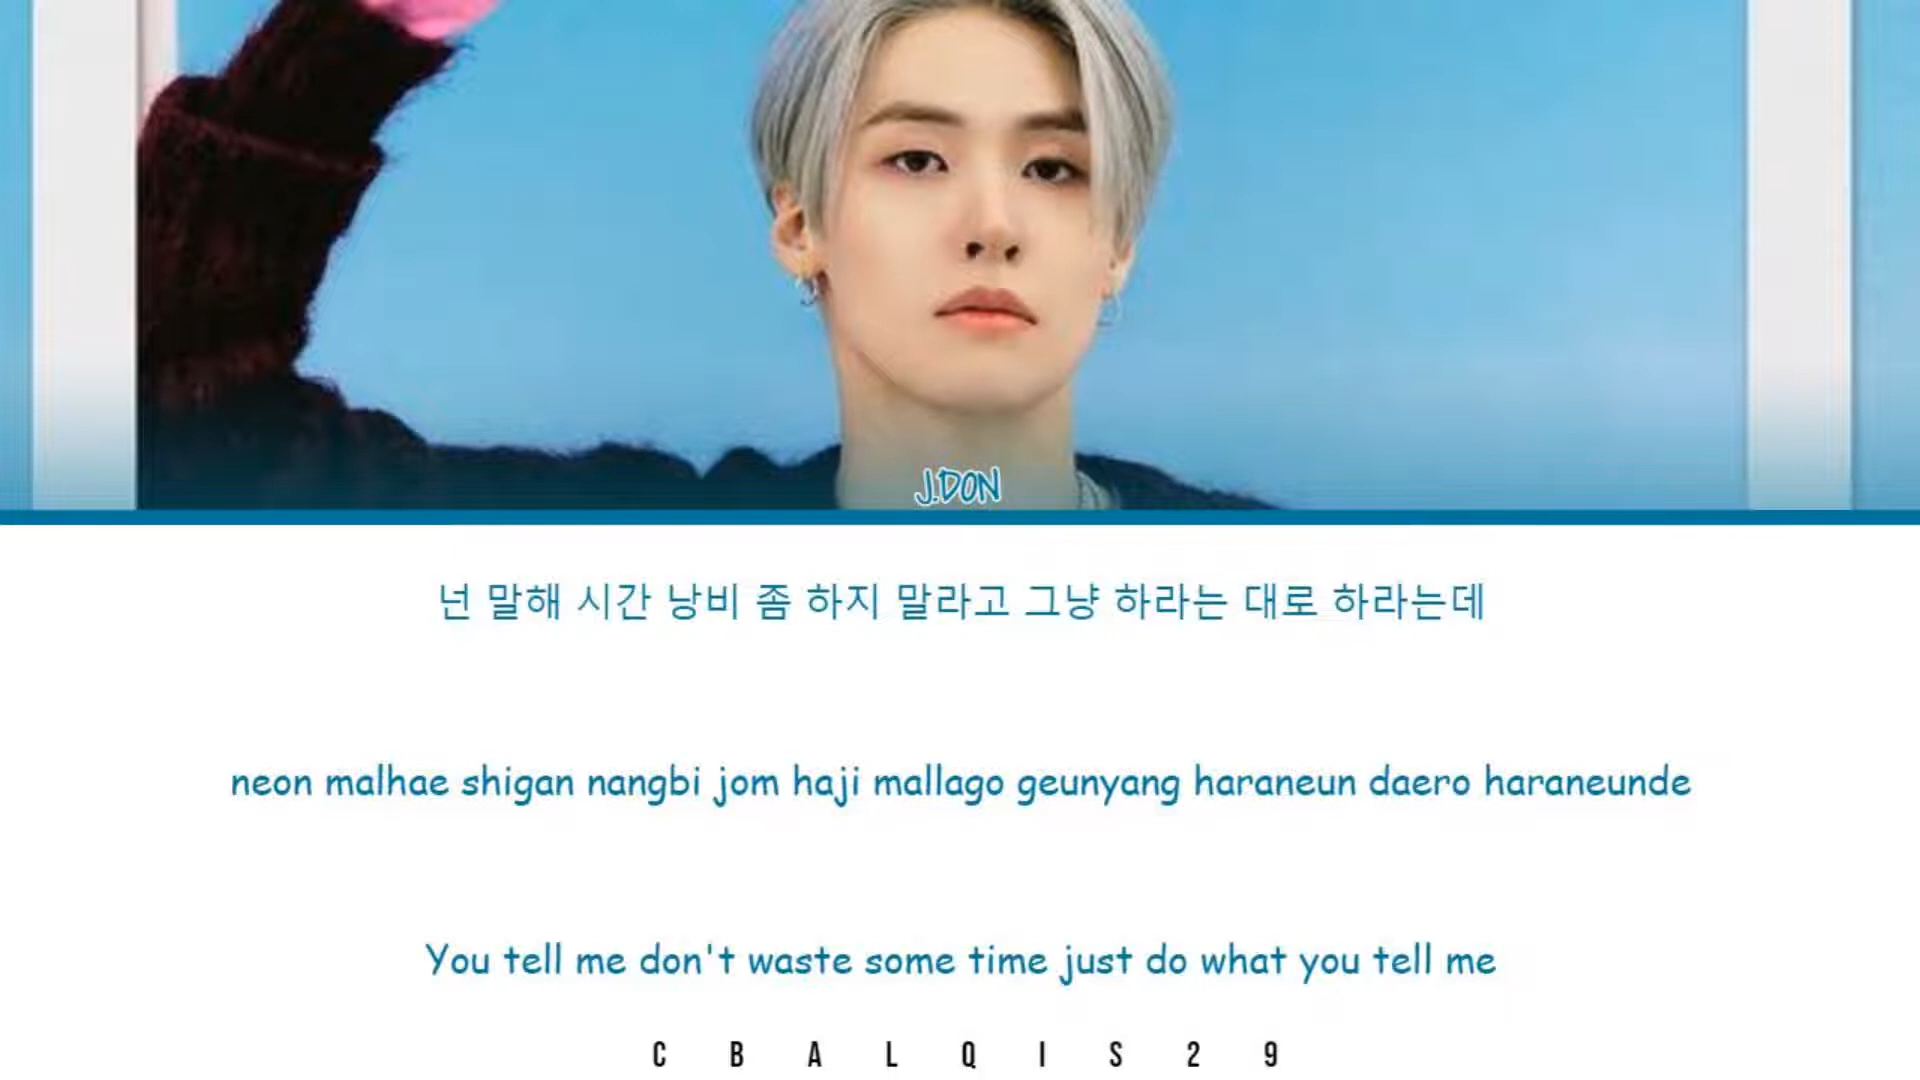 J.DON
넌 말해 시간 낭비 좀 하지 말라고 그냥 하라는 대로 하라는데
neon malhae shigan nangbi jom haji mallago geunyang haraneun daero haraneunde
You tell me don't waste some time just do what you tell me
CBALQIS29